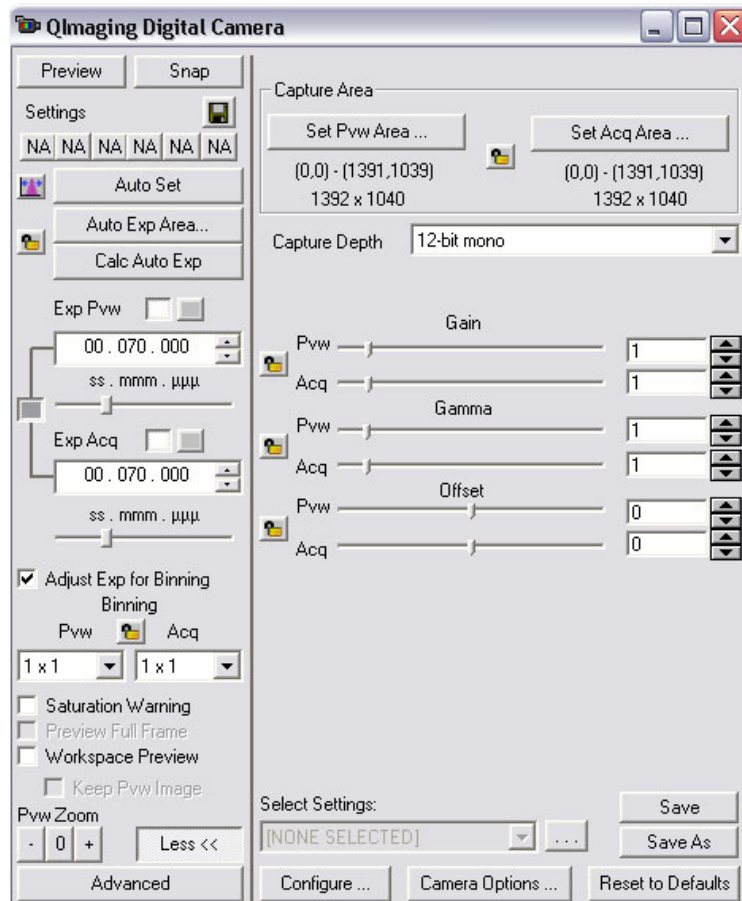 QImaging Digital Camera
Preview Snap
Settings
NA NA NA NA NA NA
Auto Set
Auto Exp Area...
Calc Auto Exp
Exp Pvw
00 . 070 . 000
ss . mmm . µµµ
Exp Acq
00 . 070 . 000
ss . mmm . µµµ
Adjust Exp for Binning
Binning
Pvw Acq
1 x 1 1 x 1
Saturation Warning
Preview Full Frame
Workspace Preview
Keep Pvw Image
Pvw Zoom
- 0 + Less <<
Advanced
Capture Area
Set Pvw Area ... Set Acq Area ...
(0,0) - (1391,1039) (0,0) - (1391,1039)
1392 x 1040 1392 x 1040
Capture Depth 12-bit mono
Gain
Pvw 1
Acq 1
Gamma
Pvw 1
Acq 1
Offset
Pvw 0
Acq 0
Select Settings:
[NONE SELECTED] ...
Save
Save As
Configure ... Camera Options ... Reset to Defaults